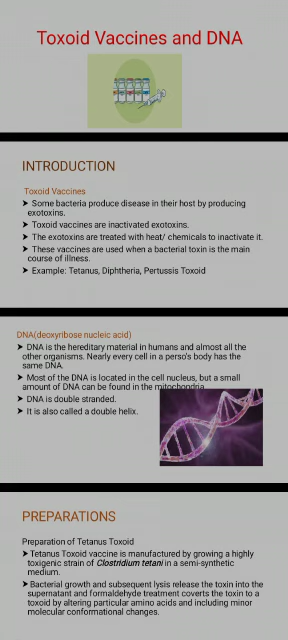 Toxoid Vaccines and DNA
INTRODUCTION
Toxoid Vaccines
➤ Some bacteria produce disease in their host by producing
exotoxins.
➤ Toxoid vaccines are inactivated exotoxins.
➤ The exotoxins are treated with heat/ chemicals to inactivate it.
➤ These vaccines are used when a bacterial toxin is the main
course of illness.
➤ Example: Tetanus, Diphtheria, Pertussis Toxoid
DNA(deoxyribose nucleic acid)
➤ DNA is the hereditary material in humans and almost all the
other organisms. Nearly every cell in a perso's body has the
same DNA.
➤ Most of the DNA is located in the cell nucleus, but a small
amount of DNA can be found in the mitochondria.
➤ DNA is double stranded.
➤ It is also called a double helix.
PREPARATIONS
Preparation of Tetanus Toxoid
➤ Tetanus Toxoid vaccine is manufactured by growing a highly
toxigenic strain of Clostridium tetani in a semi-synthetic
medium.
➤ Bacterial growth and subsequent lysis release the toxin into the
supernatant and formaldehyde treatment coverts the toxin to a
toxoid by altering particular amino acids and including minor
molecular conformational changes.